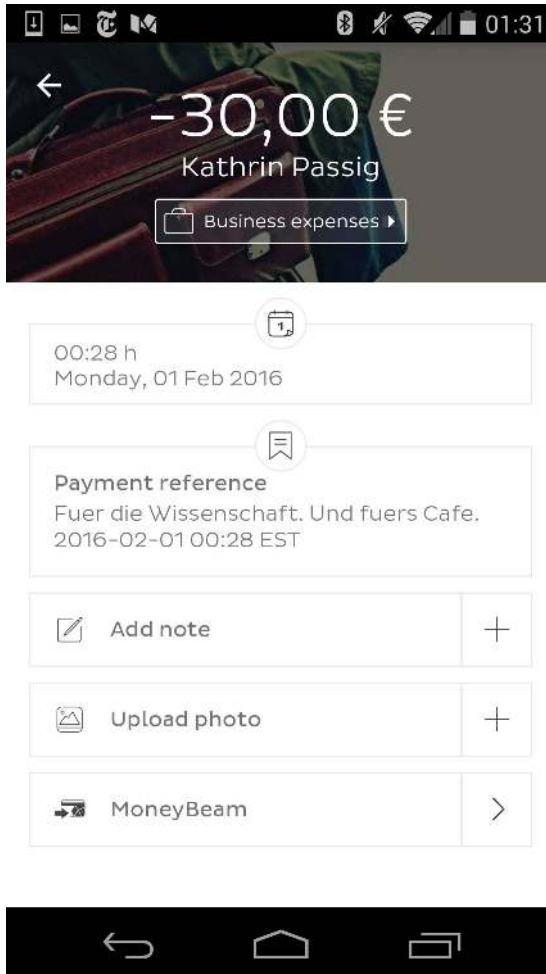 01:31
-30,00 €
Kathrin Passig
Business expenses
1
00:28 h
Monday, 01 Feb 2016
Payment reference
Fuer die Wissenschaft. Und fuers Cafe.
2016-02-01 00:28 EST
Add note
Upload photo
MoneyBeam